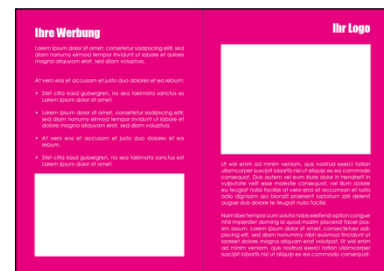 Ihre Werbung
Lorem ipsum dolor sit amet, consetetur sadipscing elitr, sed
diam nonumy eirmod tempor invidunt ut labore et dolore
magna aliquyam erat, sed diam voluptua.
At vero eos et accusam et justo duo dolores et ea rebum:
• Stet clita kasd gubergren, no sea takimata sanctus es
Lorem ipsum dolor sit amet.
• Lorem ipsum dolor sit amet, consetetur sadipscing elitr, sed
diam nonumy eirmod tempor invidunt ut labore et
dolore magna aliquyam erat, sed diam voluptua.
• At vero eos et accusam et justo duo dolores et ea
rebum.
• Stet clita kasd gubergren, no sea takimata sanctus est
Lorem ipsum dolor sit amet.
Ihr Logo
Ut wisi enim ad minim veniam, quis nostrud exerci tation
ullamcorper suscipit lobortis nisl ut aliquip ex ea commodo
consequat. Duis autem vel eum iriure dolor in hendrerit in
vulputate velit esse molestie consequat, vel illum dolore
eu feugiat nulla facilisis at vero eros et accumsan et iusto
odio dignissim qui blandit praesent luptatum zzril delenit
augue duis dolore te feugait nulla facilisi.
Nam liber tempor cum soluta nobis eleifend option congue
nihil imperdiet doming id quod mazim placerat facer pos-
sim assum. Lorem ipsum dolor sit amet, consectetuer adi-
piscing elit, sed diam nonummy nibh euismod tincidunt ut
laoreet dolore magna aliquam erat volutpat. Ut wisi enim
ad minim veniam, quis nostrud exerci tation ullamcorper
suscipit lobortis nisl ut aliquip ex ea commodo consequat.